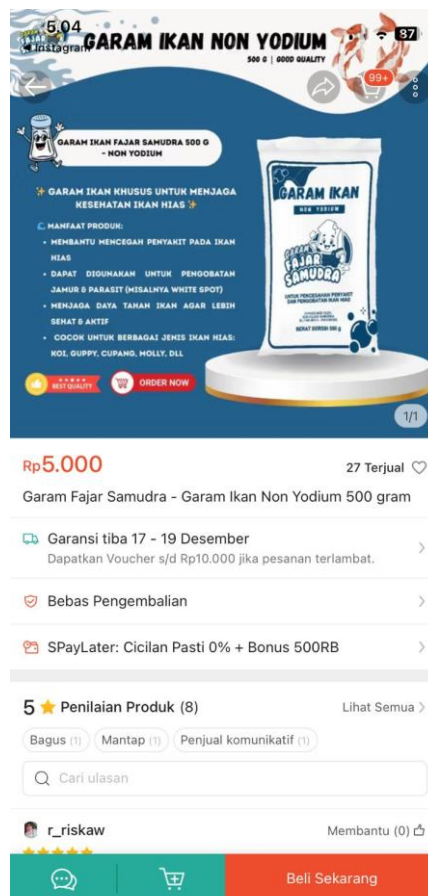 5.04
87
Instagram
GARAM IKAN NON YODIUM
500 G | GOOD QUALITY
99+
GARAM IKAN FAJAR SAMUDRA 500 G
- NON YODIUM
GARAM IKAN KHUSUS UNTUK MENJAGA
KESEHATAN IKAN HIAS
MANFAAT PRODUK:
• MEMBANTU MENCEGAH PENYAKIT PADA IKAN
HIAS
• DAPAT DIGUNAKAN UNTUK PENGOBATAN
JAMUR & PARASIT (MISALNYA WHITE SPOT)
• MENJAGA DAYA TAHAN IKAN AGAR LEBIH
SEHAT & AKTIF
• COCOK UNTUK BERBAGAI JENIS IKAN HIAS:
KOI, GUPPY, CUPANG, MOLLY, DLL
BEST QUALITY
ORDER NOW
GARAM IKAN
NON YODIUM
GARAM
FAJAR
SAMUDRA
UNTUK PENCEGAHAN PENYAKIT
DAN PENGOBATAN IKAN HIAS
BERAT BERSIH 500 g
1/1
Rp5.000
27 Terjual
Garam Fajar Samudra - Garam Ikan Non Yodium 500 gram
Garansi tiba 17 - 19 Desember
Dapatkan Voucher s/d Rp10.000 jika pesanan terlambat.
Bebas Pengembalian
SPayLater: Cicilan Pasti 0% + Bonus 500RB
5 Penilaian Produk (8)
Lihat Semua
Bagus (1)
Mantap (1)
Penjual komunikatif (1)
Cari ulasan
r_riskaw
Membantu (0)
Beli Sekarang